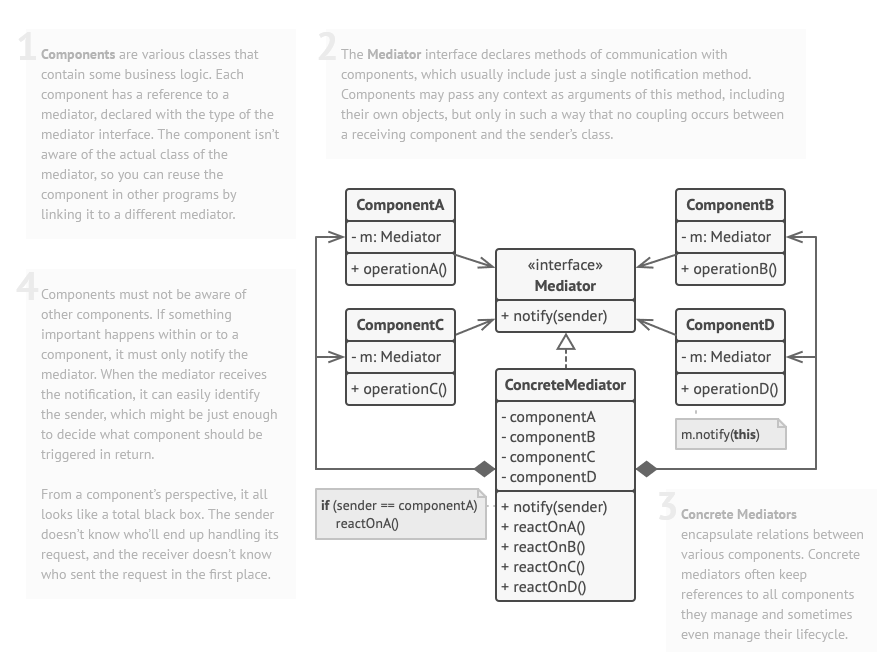 1
Components are various classes that
contain some business logic. Each
component has a reference to a
mediator, declared with the type of the
mediator interface. The component isn’t
aware of the actual class of the
mediator, so you can reuse the
component in other programs by
linking it to a different mediator.
2
The Mediator interface declares methods of communication with
components, which usually include just a single notification method.
Components may pass any context as arguments of this method, including
their own objects, but only in such a way that no coupling occurs between
a receiving component and the sender’s class.
ComponentA
- m: Mediator
+ operationA()
ComponentB
- m: Mediator
+ operationB()
«interface»
Mediator
+ notify(sender)
ComponentC
- m: Mediator
+ operationC()
ComponentD
- m: Mediator
+ operationD()
m.notify(this)
ConcreteMediator
- componentA
- componentB
- componentC
- componentD
+ notify(sender)
+ reactOnA()
+ reactOnB()
+ reactOnC()
+ reactOnD()
if (sender == componentA)
reactOnA()
4
Components must not be aware of
other components. If something
important happens within or to a
component, it must only notify the
mediator. When the mediator receives
the notification, it can easily identify
the sender, which might be just enough
to decide what component should be
triggered in return.
From a component’s perspective, it all
looks like a total black box. The sender
doesn’t know who’ll end up handling its
request, and the receiver doesn't know
who sent the request in the first place.
3
Concrete Mediators
encapsulate relations between
various components. Concrete
mediators often keep
references to all components
they manage and sometimes
even manage their lifecycle.